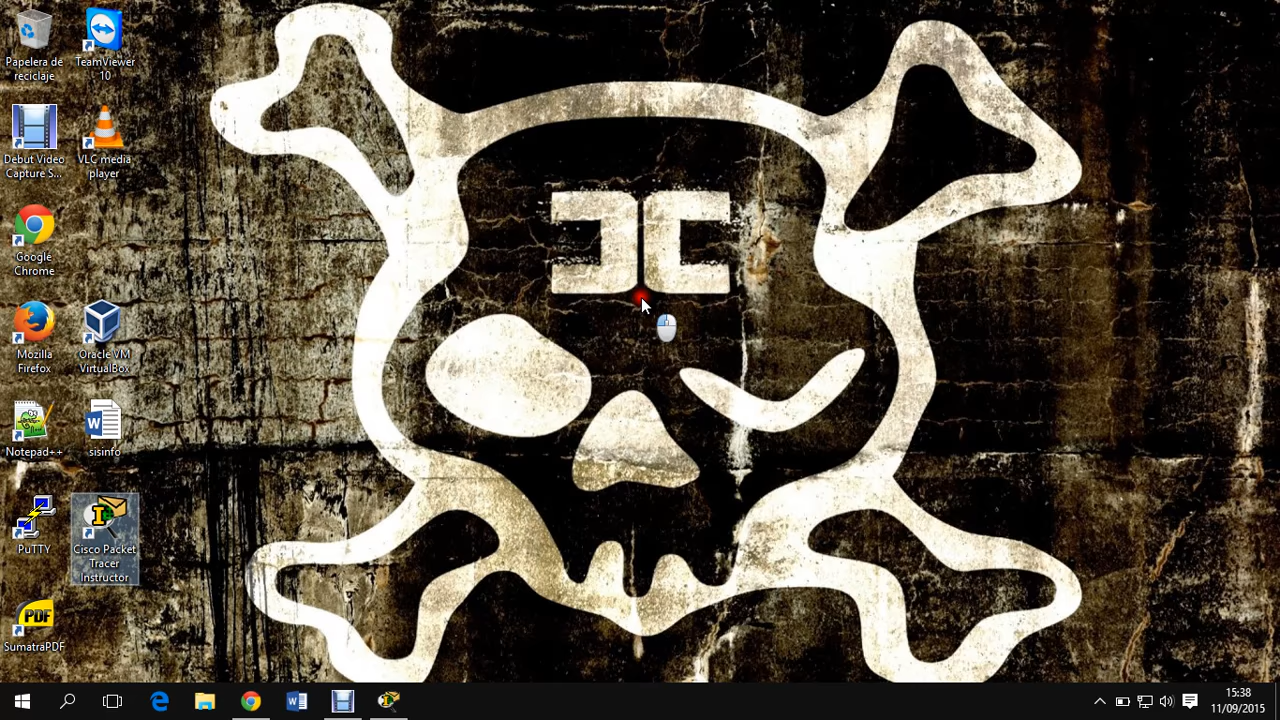 Papelera de
reciclaje
TeamViewer
10
Debut Video
Capture S...
VLC media
player
Google
Chrome
Mozilla
Firefox
Oracle VM
VirtualBox
Notepad++
sisinfo
PuTTY
Cisco Packet
Tracer
Instructor
SumatraPDF
15:38
11/09/2015